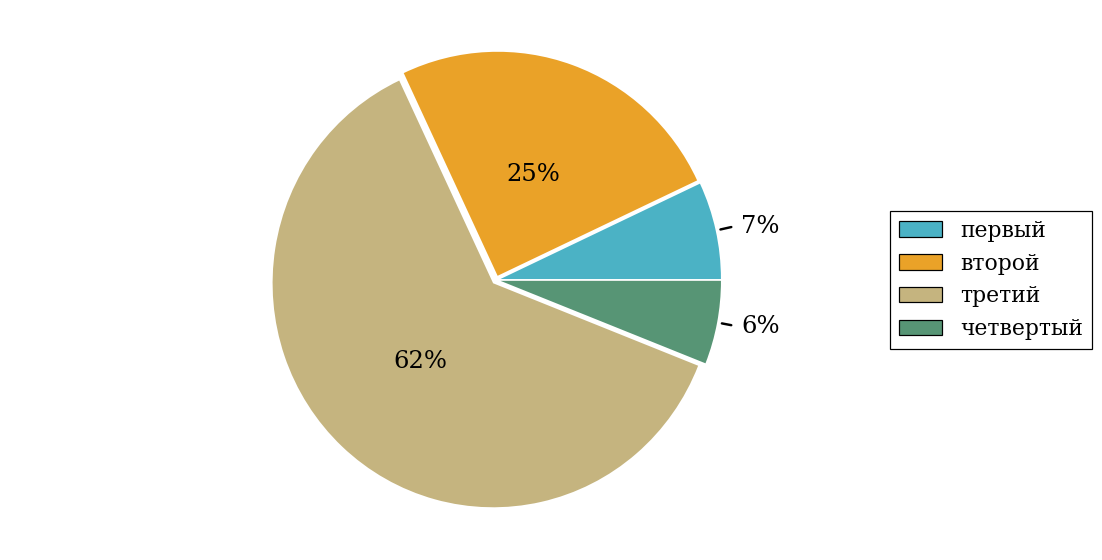 25%
7%
62%
6%
первый
второй
третий
четвертый